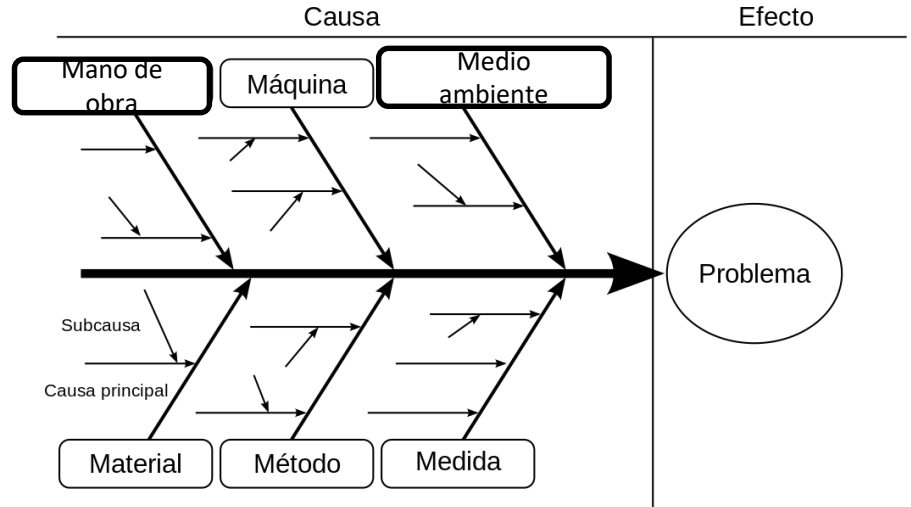 Causa
Efecto
Mano de
obra
Máquina
Medio
ambiente
Problema
Subcausa
Causa principal
Material
Método
Medida